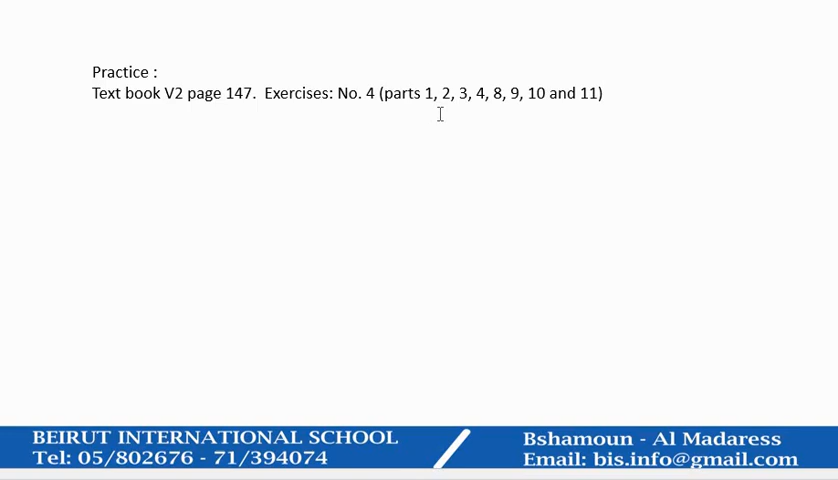 Practice :
Text book V2 page 147.  Exercises: No. 4 (parts 1, 2, 3, 4, 8, 9, 10 and 11)
BEIRUT INTERNATIONAL SCHOOL
Tel: 05/802676 - 71/394074
Bshamoun - Al Madaress
Email: bis.info@gmail.com